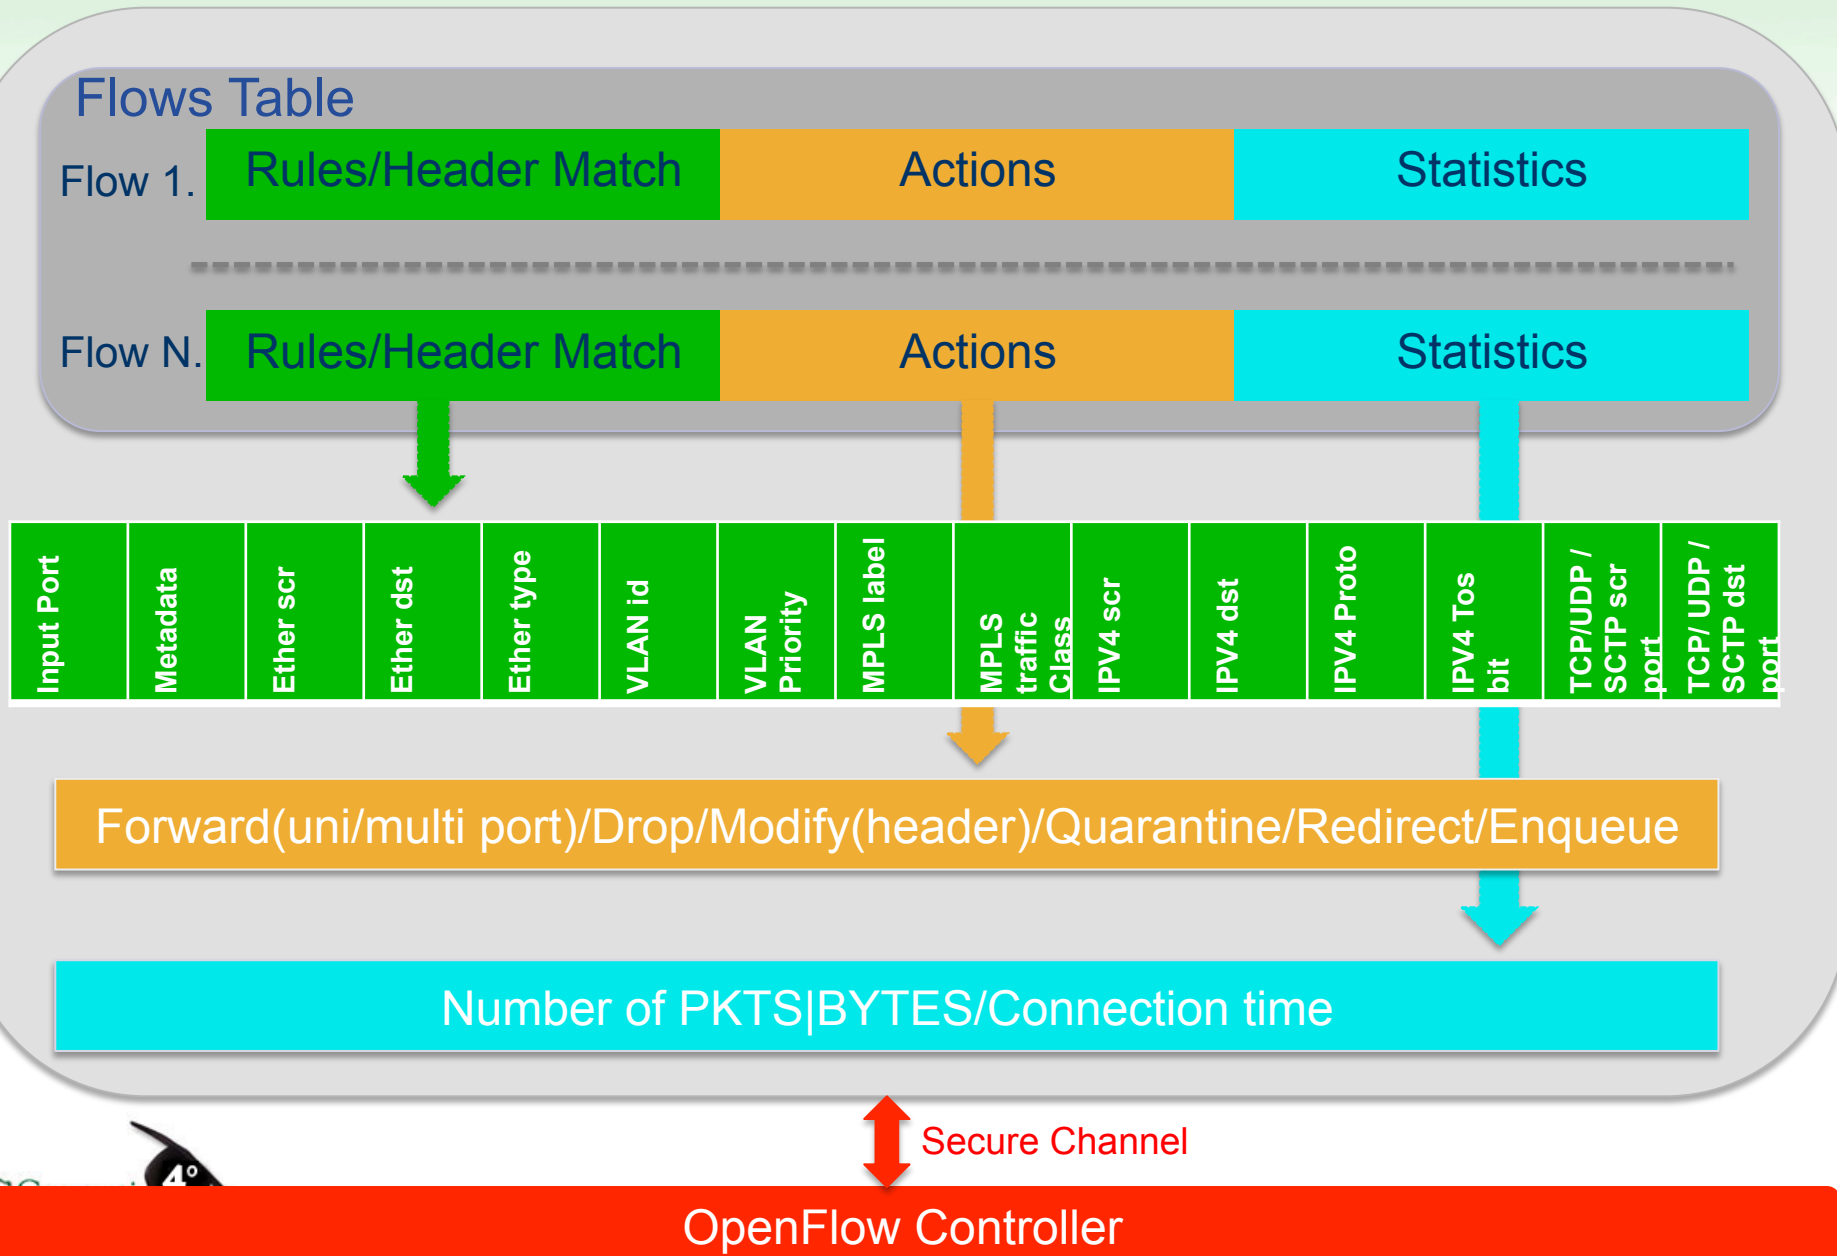 Flows Table
Flow 1.
Rules/Header Match
Actions
Statistics
Flow N.
Rules/Header Match
Actions
Statistics
Input Port
Metadata
Ether scr
Ether dst
Ether type
VLAN id
VLAN
Priority
MPLS label
MPLS
traffic
Class
IPV4 scr
IPV4 dst
IPV4 Proto
IPV4 Tos
bit
TCP/UDP /
SCTP scr
port
TCP/ UDP /
SCTP dst
port
Forward(uni/multi port)/Drop/Modify(header)/Quarantine/Redirect/Enqueue
Number of PKTS|BYTES/Connection time
Secure Channel
4º
OpenFlow Controller